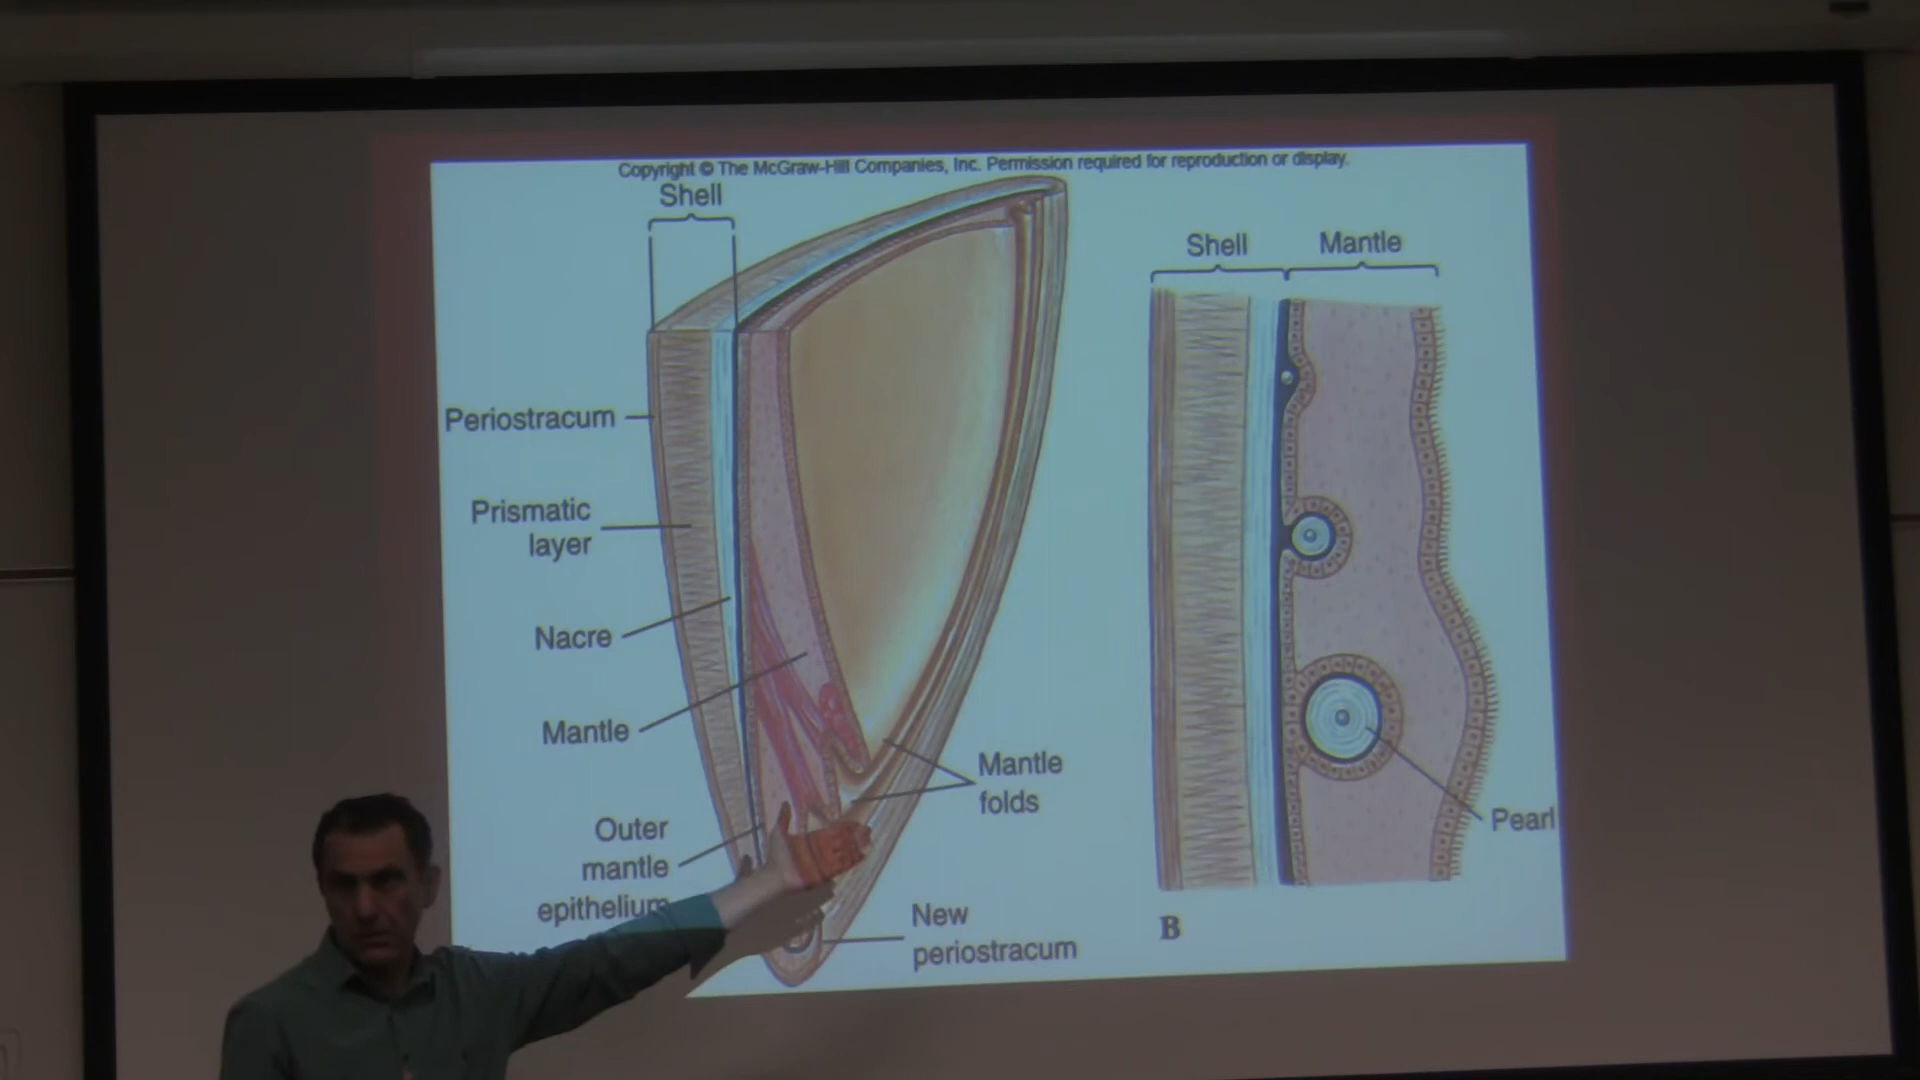 Copyright © The McGraw-Hill Companies, Inc. Permission required for reproduction or display.
Shell
Periostracum
Prismatic
layer
Nacre
Mantle
Outer
mantle
epithelium
Mantle
folds
New
periostracum
Shell
Mantle
Pearl
B